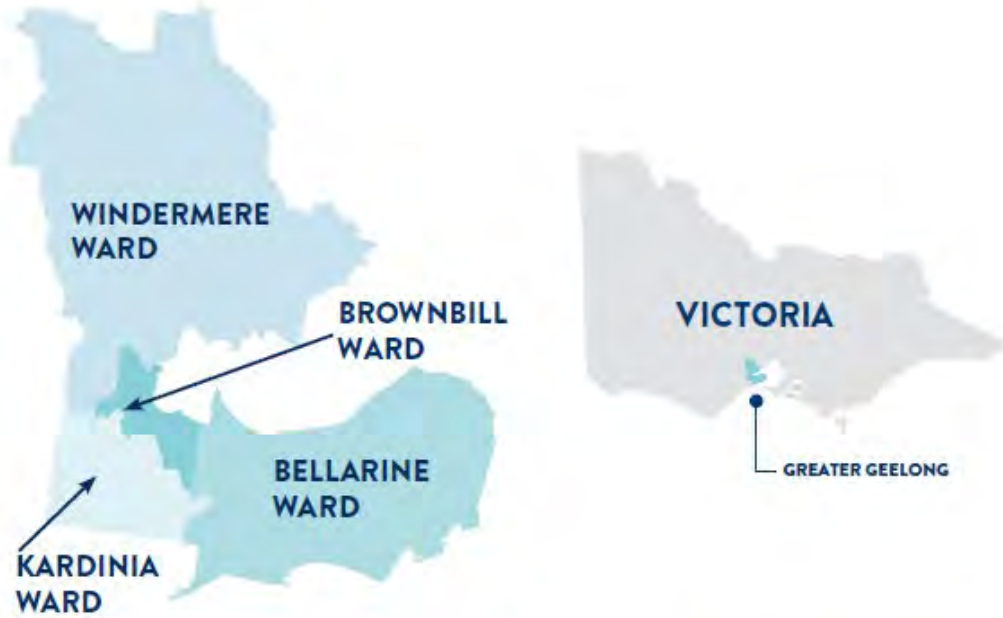 WINDERMERE
WARD
BROWNBILL
WARD
BELLARINE
WARD
KARDINIA
WARD
VICTORIA
GREATER GEELONG